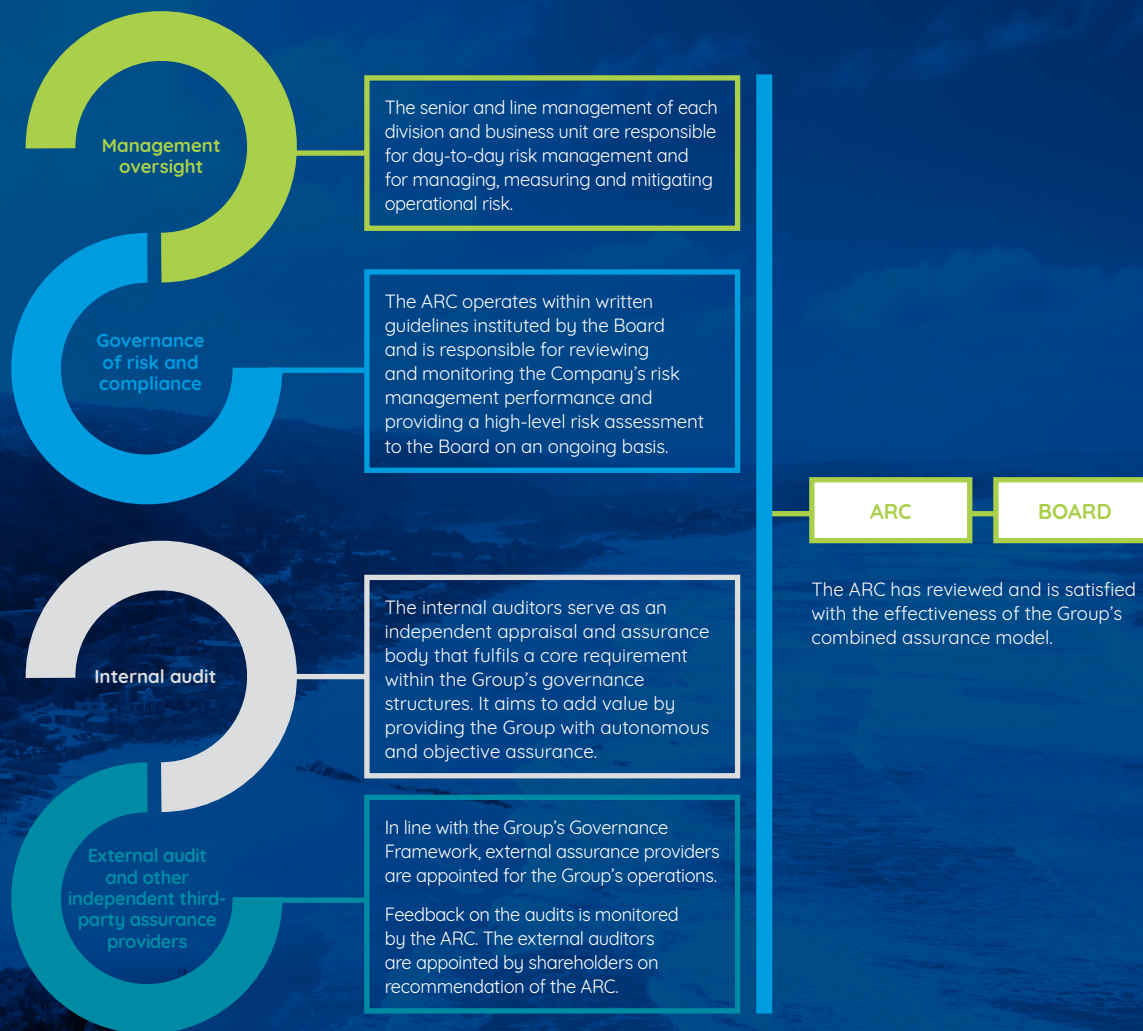 Management
oversight
The senior and line management of each
division and business unit are responsible
for day-to-day risk management and
for managing, measuring and mitigating
operational risk.
Governance
of risk and
compliance
The ARC operates within written
guidelines instituted by the Board
and is responsible for reviewing
and monitoring the Company's risk
management performance and
providing a high-level risk assessment
to the Board on an ongoing basis.
Internal audit
The internal auditors serve as an
independent appraisal and assurance
body that fulfils a core requirement
within the Group's governance
structures. It aims to add value by
providing the Group with autonomous
and objective assurance.
External audit
and other
independent third-
party assurance
providers
In line with the Group's Governance
Framework, external assurance providers
are appointed for the Group's operations.
Feedback on the audits is monitored
by the ARC. The external auditors
are appointed by shareholders on
recommendation of the ARC.
ARC
BOARD
The ARC has reviewed and is satisfied
with the effectiveness of the Group's
combined assurance model.